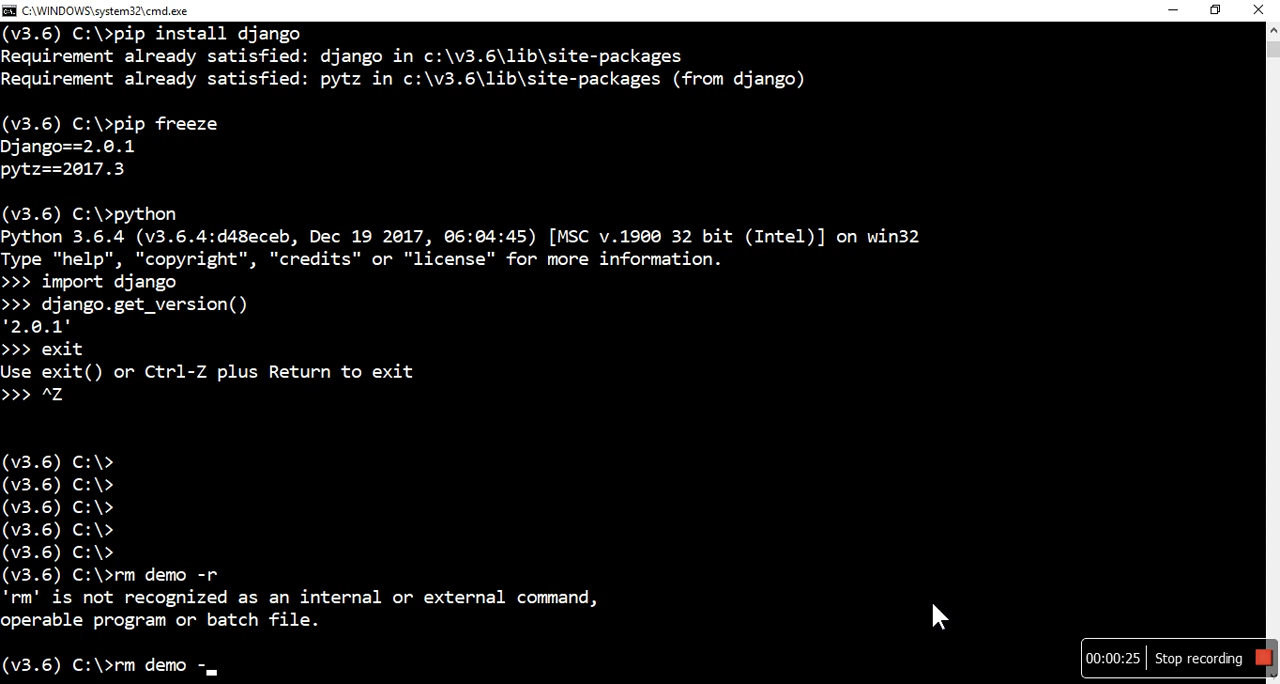 C:\WINDOWS\system32\cmd.exe
(v3.6) C:\>pip install django
Requirement already satisfied: django in c:\v3.6\lib\site-packages
Requirement already satisfied: pytz in c:\v3.6\lib\site-packages (from django)
(v3.6) C:\>pip freeze
Django==2.0.1
pytz==2017.3
(v3.6) C:\>python
Python 3.6.4 (v3.6.4:d48eceb, Dec 19 2017, 06:04:45) [MSC v.1900 32 bit (Intel)] on win32
Type "help", "copyright", "credits" or "license" for more information.
>>> import django
>>> django.get_version()
'2.0.1'
>>> exit
Use exit() or Ctrl-Z plus Return to exit
>>> ^Z
(v3.6) C:\>
(v3.6) C:\>
(v3.6) C:\>
(v3.6) C:\>
(v3.6) C:\>
(v3.6) C:\>rm demo -r
'rm' is not recognized as an internal or external command,
operable program or batch file.
(v3.6) C:\>rm demo -_
00:00:25 Stop recording